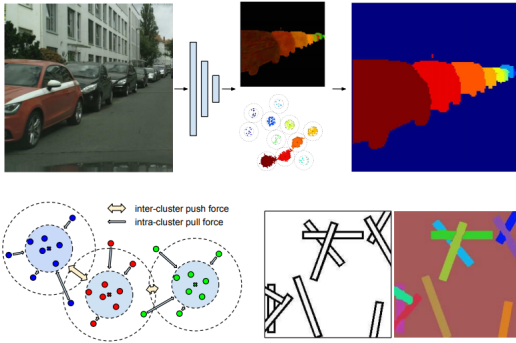 inter-cluster push force
intra-cluster pull force